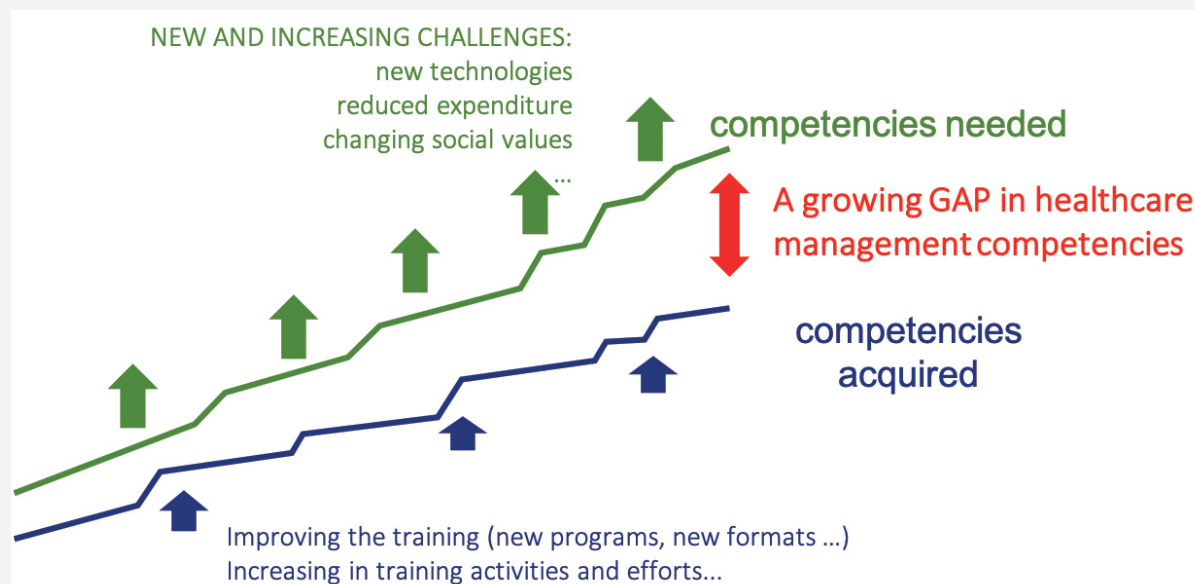 NEW AND INCREASING CHALLENGES:
new technologies
reduced expenditure
changing social values
...
competencies needed
A growing GAP in healthcare
management competencies
competencies
acquired
Improving the training (new programs, new formats ...)
Increasing in training activities and efforts...